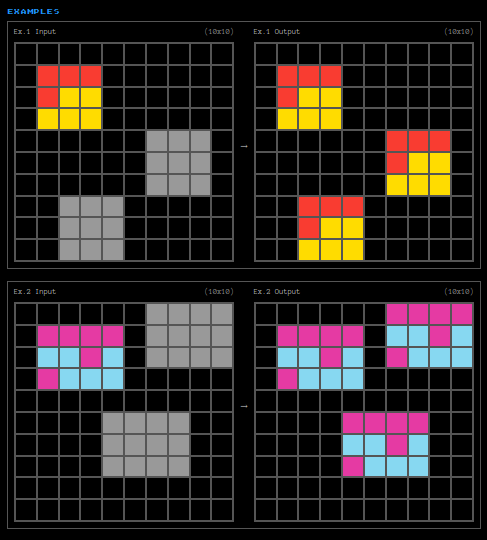 EXAMPLES
Ex.1 Input (10x10)
Ex.1 Output (10x10)
→
Ex.2 Input (10x10)
Ex.2 Output (10x10)
→